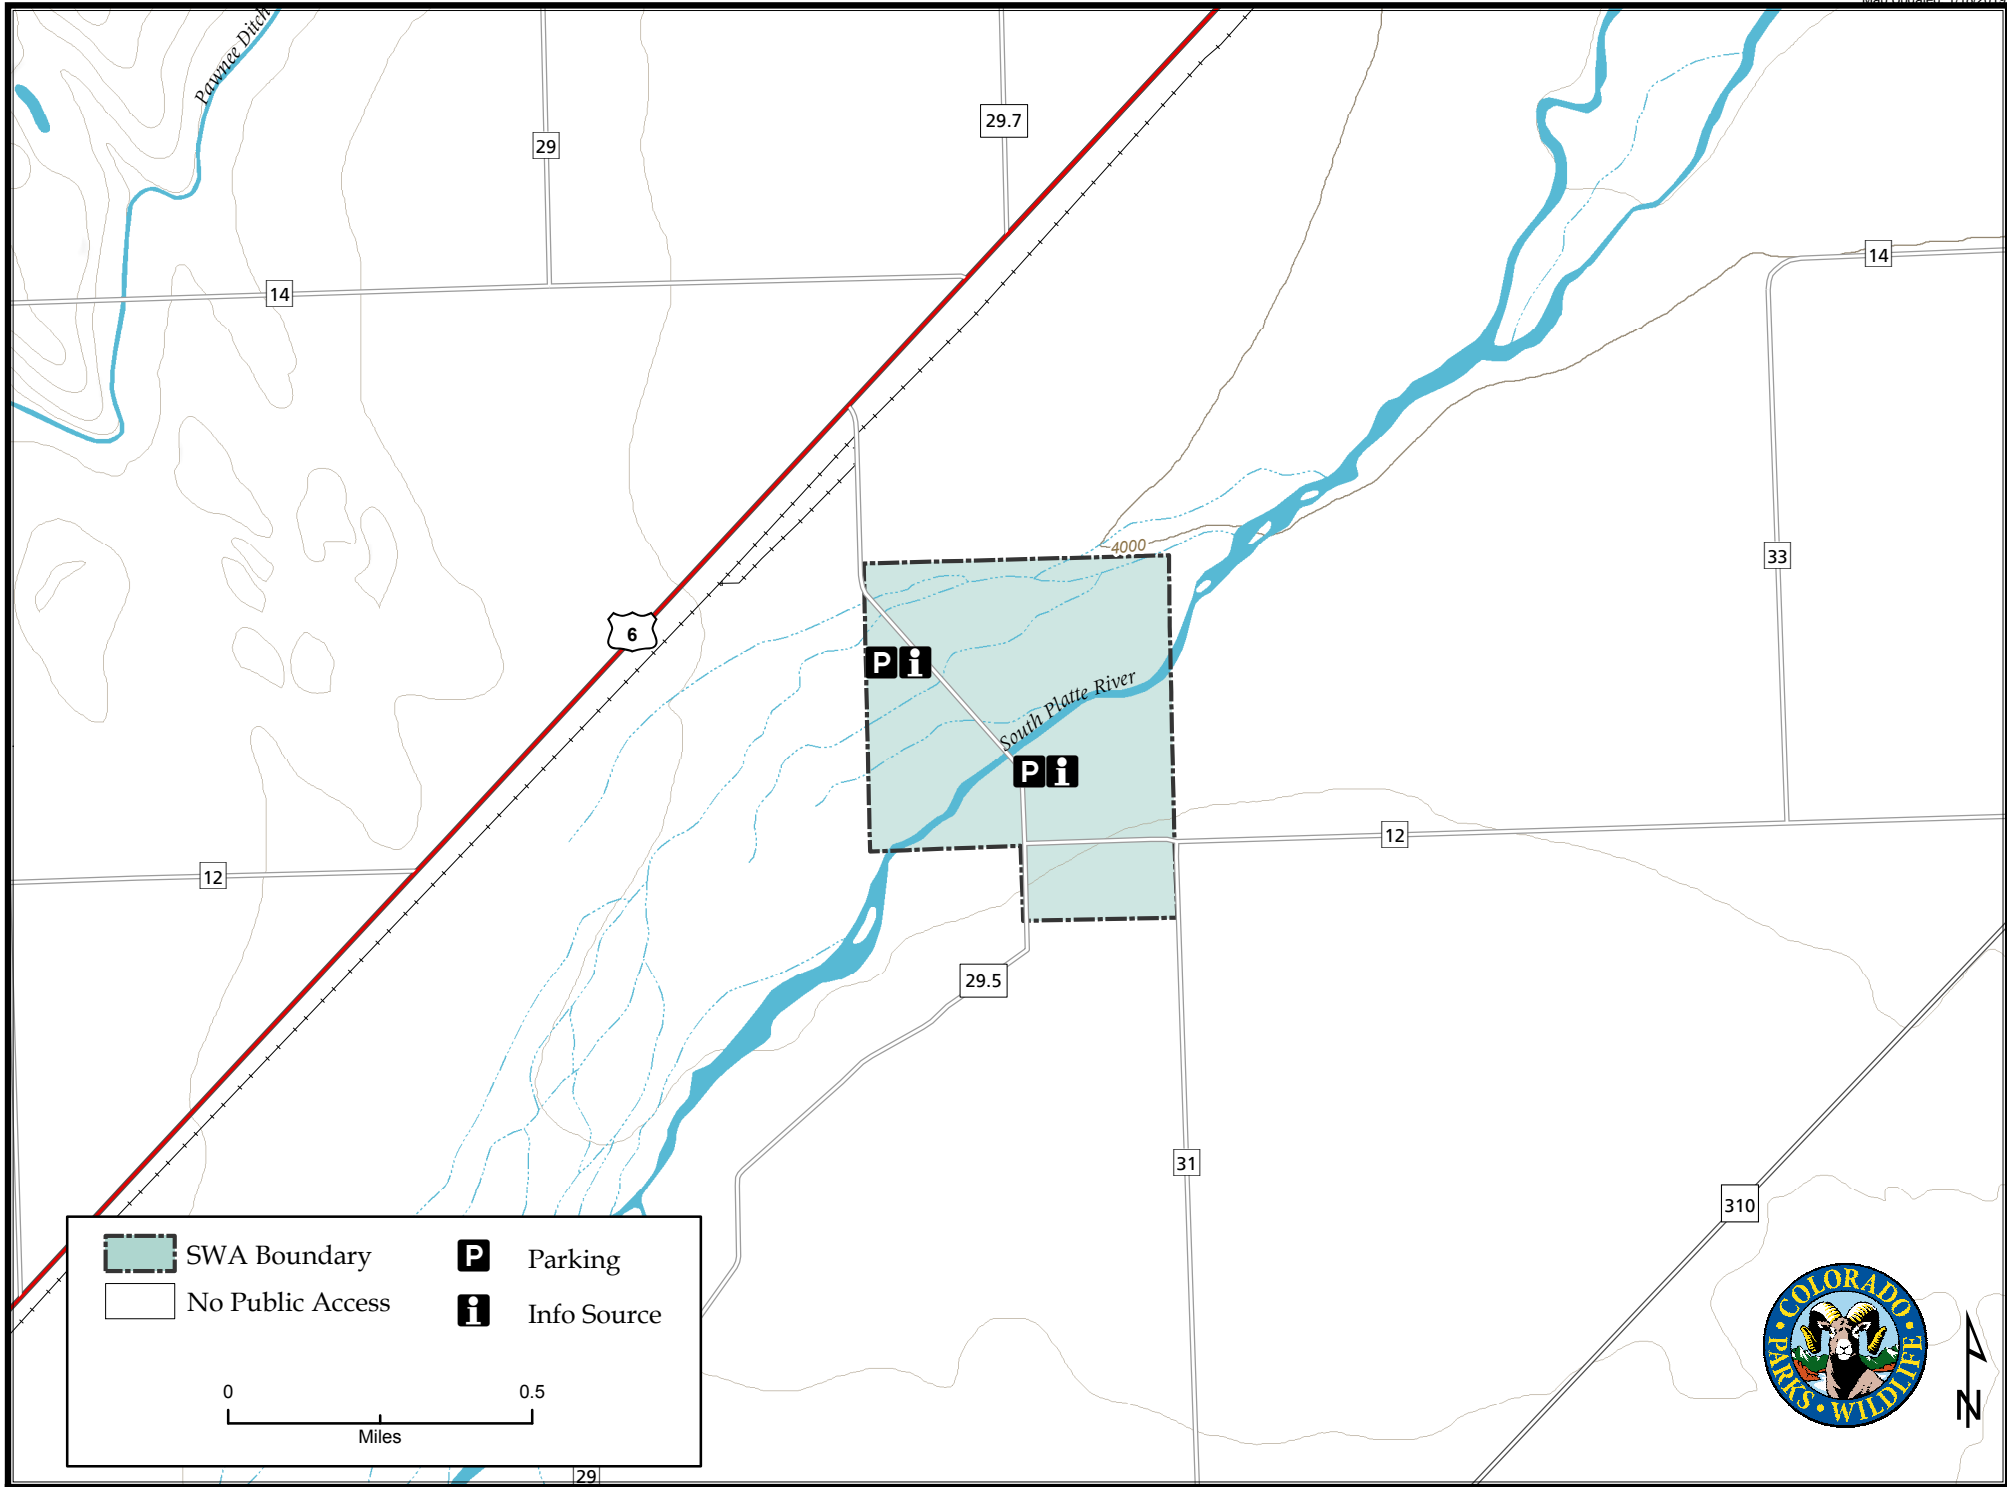 Pawnee Ditch
29
29.7
14
14
33
4000
6
South Platte River
P
P
12
12
29.5
31
310
SWA Boundary
No Public Access
P
Parking
Info Source
0
0.5
Miles
29
COLORADO
PARKS • WILDLIFE
N